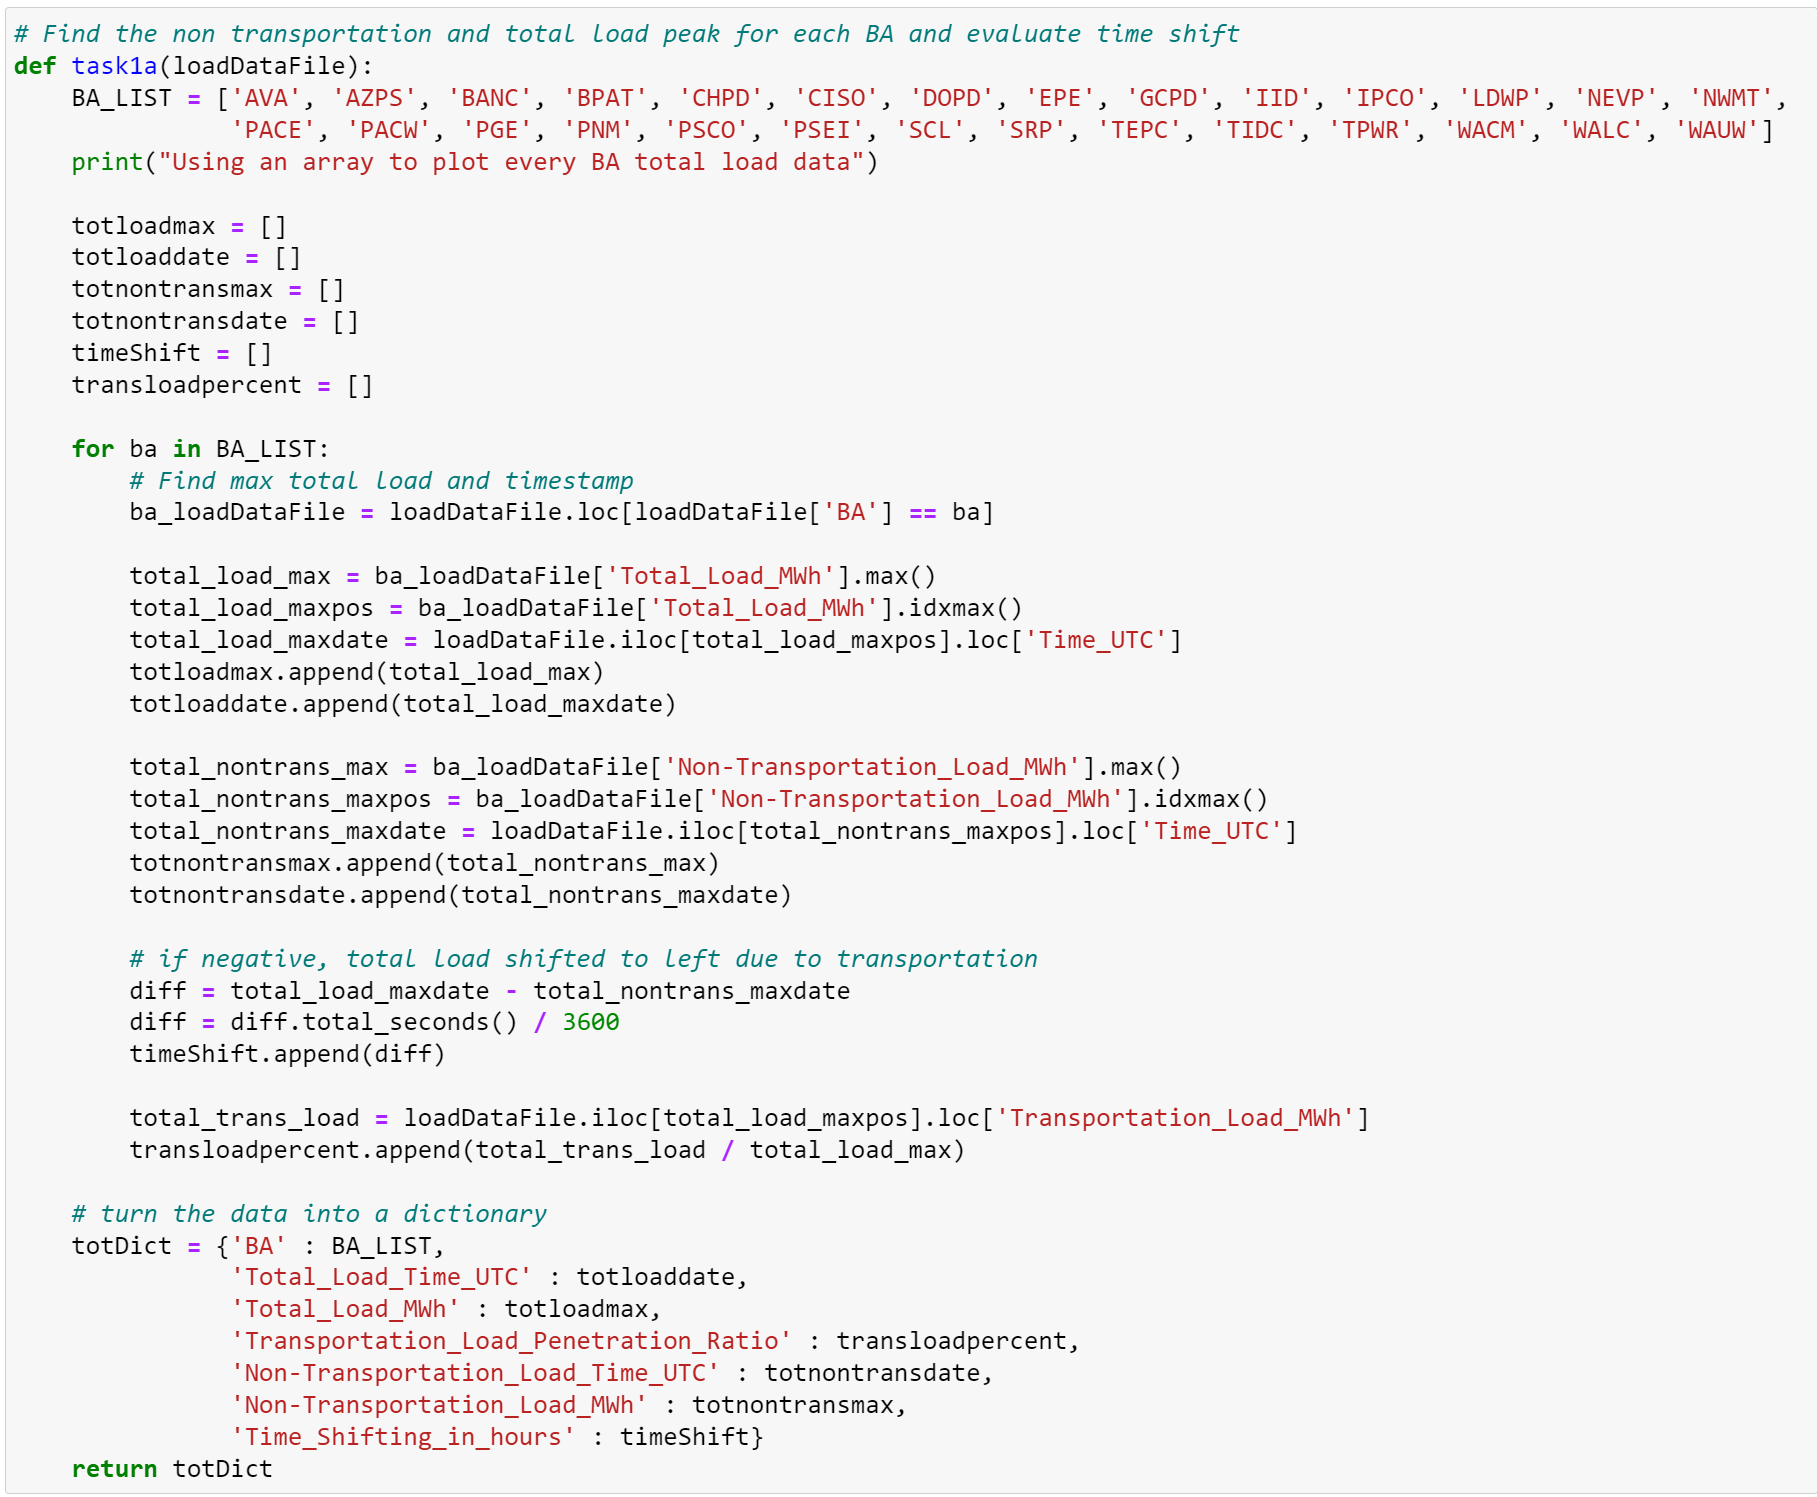 # Find the non transportation and total load peak for each BA and evaluate time shift
def task1a(loadDataFile):
    BA_LIST = ['AVA', 'AZPS', 'BANC', 'BPAT', 'CHPD', 'CISO', 'DOPD', 'EPE', 'GCPD', 'IID', 'IPCO', 'LDWP', 'NEVP', 'NWMT',
               'PACE', 'PACW', 'PGE', 'PNM', 'PSCO', 'PSEI', 'SCL', 'SRP', 'TEPC', 'TIDC', 'TPWR', 'WACM', 'WALC', 'WAUW']
    print("Using an array to plot every BA total load data")

    totloadmax = []
    totloaddate = []
    totnontransmax = []
    totnontransdate = []
    timeShift = []
    transloadpercent = []

    for ba in BA_LIST:
        # Find max total load and timestamp
        ba_loadDataFile = loadDataFile.loc[loadDataFile['BA'] == ba]

        total_load_max = ba_loadDataFile['Total_Load_MWh'].max()
        total_load_maxpos = ba_loadDataFile['Total_Load_MWh'].idxmax()
        total_load_maxdate = loadDataFile.iloc[total_load_maxpos].loc['Time_UTC']
        totloadmax.append(total_load_max)
        totloaddate.append(total_load_maxdate)

        total_nontrans_max = ba_loadDataFile['Non-Transportation_Load_MWh'].max()
        total_nontrans_maxpos = ba_loadDataFile['Non-Transportation_Load_MWh'].idxmax()
        total_nontrans_maxdate = loadDataFile.iloc[total_nontrans_maxpos].loc['Time_UTC']
        totnontransmax.append(total_nontrans_max)
        totnontransdate.append(total_nontrans_maxdate)

        # if negative, total load shifted to left due to transportation
        diff = total_load_maxdate - total_nontrans_maxdate
        diff = diff.total_seconds() / 3600
        timeShift.append(diff)

        total_trans_load = loadDataFile.iloc[total_load_maxpos].loc['Transportation_Load_MWh']
        transloadpercent.append(total_trans_load / total_load_max)

    # turn the data into a dictionary
    totDict = {'BA' : BA_LIST,
               'Total_Load_Time_UTC' : totloaddate,
               'Total_Load_MWh' : totloadmax,
               'Transportation_Load_Penetration_Ratio' : transloadpercent,
               'Non-Transportation_Load_Time_UTC' : totnontransdate,
               'Non-Transportation_Load_MWh' : totnontransmax,
               'Time_Shifting_in_hours' : timeShift}
    return totDict